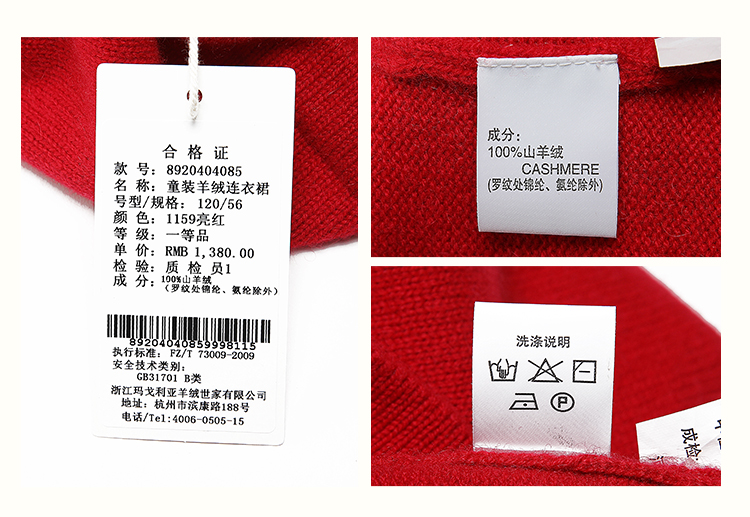 合格证
款号: 8920404085
名称: 童装羊绒连衣裙
号型/规格: 120/56
颜色: 1159亮红
等级: 一等品
单价: RMB 1,380.00
检验: 质检员1
成分: 100%山羊绒
(罗纹处锦纶、氨纶除外)
89204040859998115
执行标准: FZ/T 73009-2009
安全技术类别:
GB31701 B类
浙江玛戈利亚羊绒世家有限公司
地址: 杭州市滨康路188号
电话/Tel:4006-0505-15
成分:
100%山羊绒
CASHMERE
(罗纹处锦纶、氨纶除外)
洗涤说明
P
成检